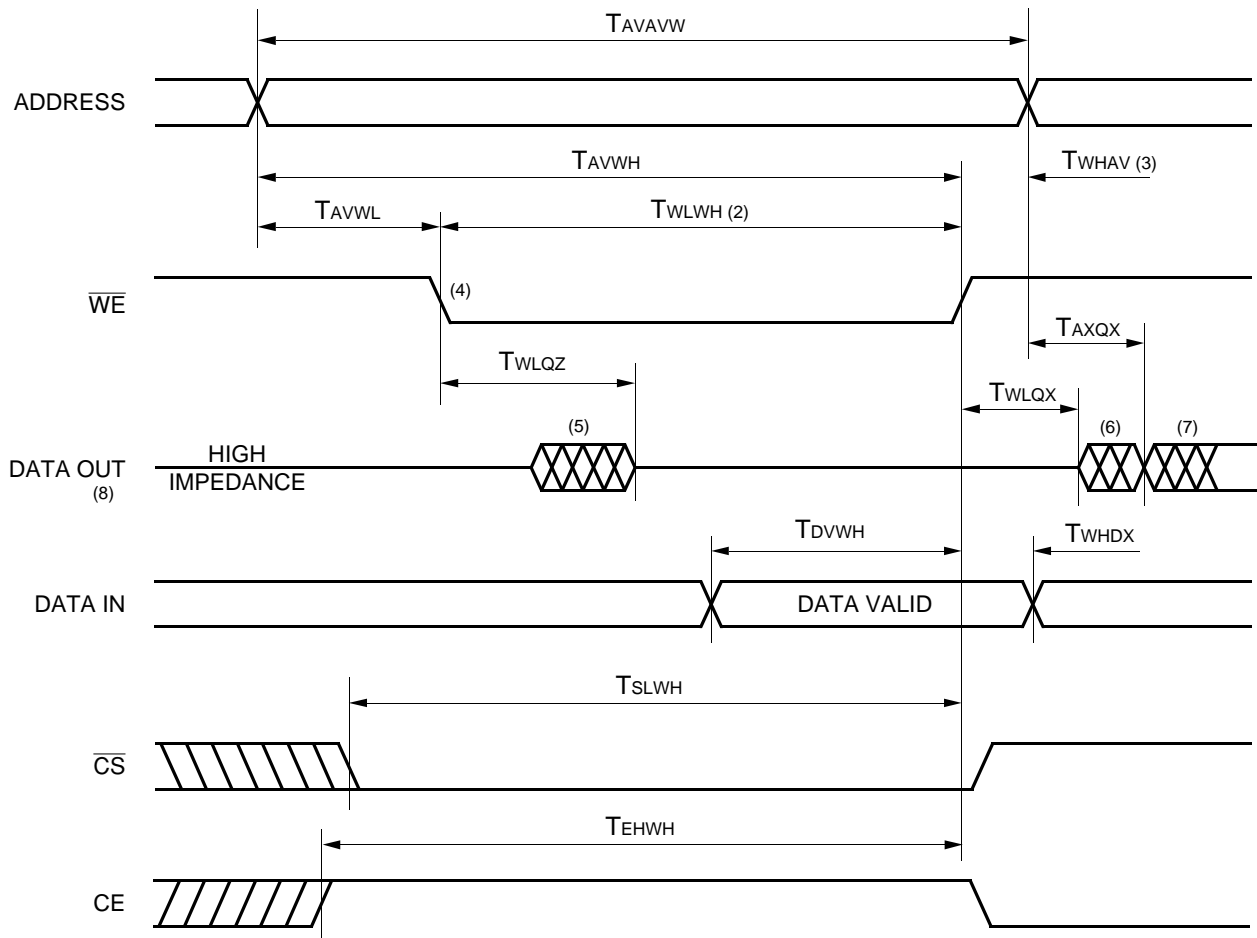 TAVAVW
ADDRESS
TAVWH
TWHAV (3)
TAVWL
TWLWH (2)
WE
(4)
TAXQX
TWLQZ
TWLQX
(5)
(6)
(7)
DATA OUT
(8)
HIGH
IMPEDANCE
TDVWH
TWHDX
DATA IN
DATA VALID
TSLWH
CS
TEHWH
CE